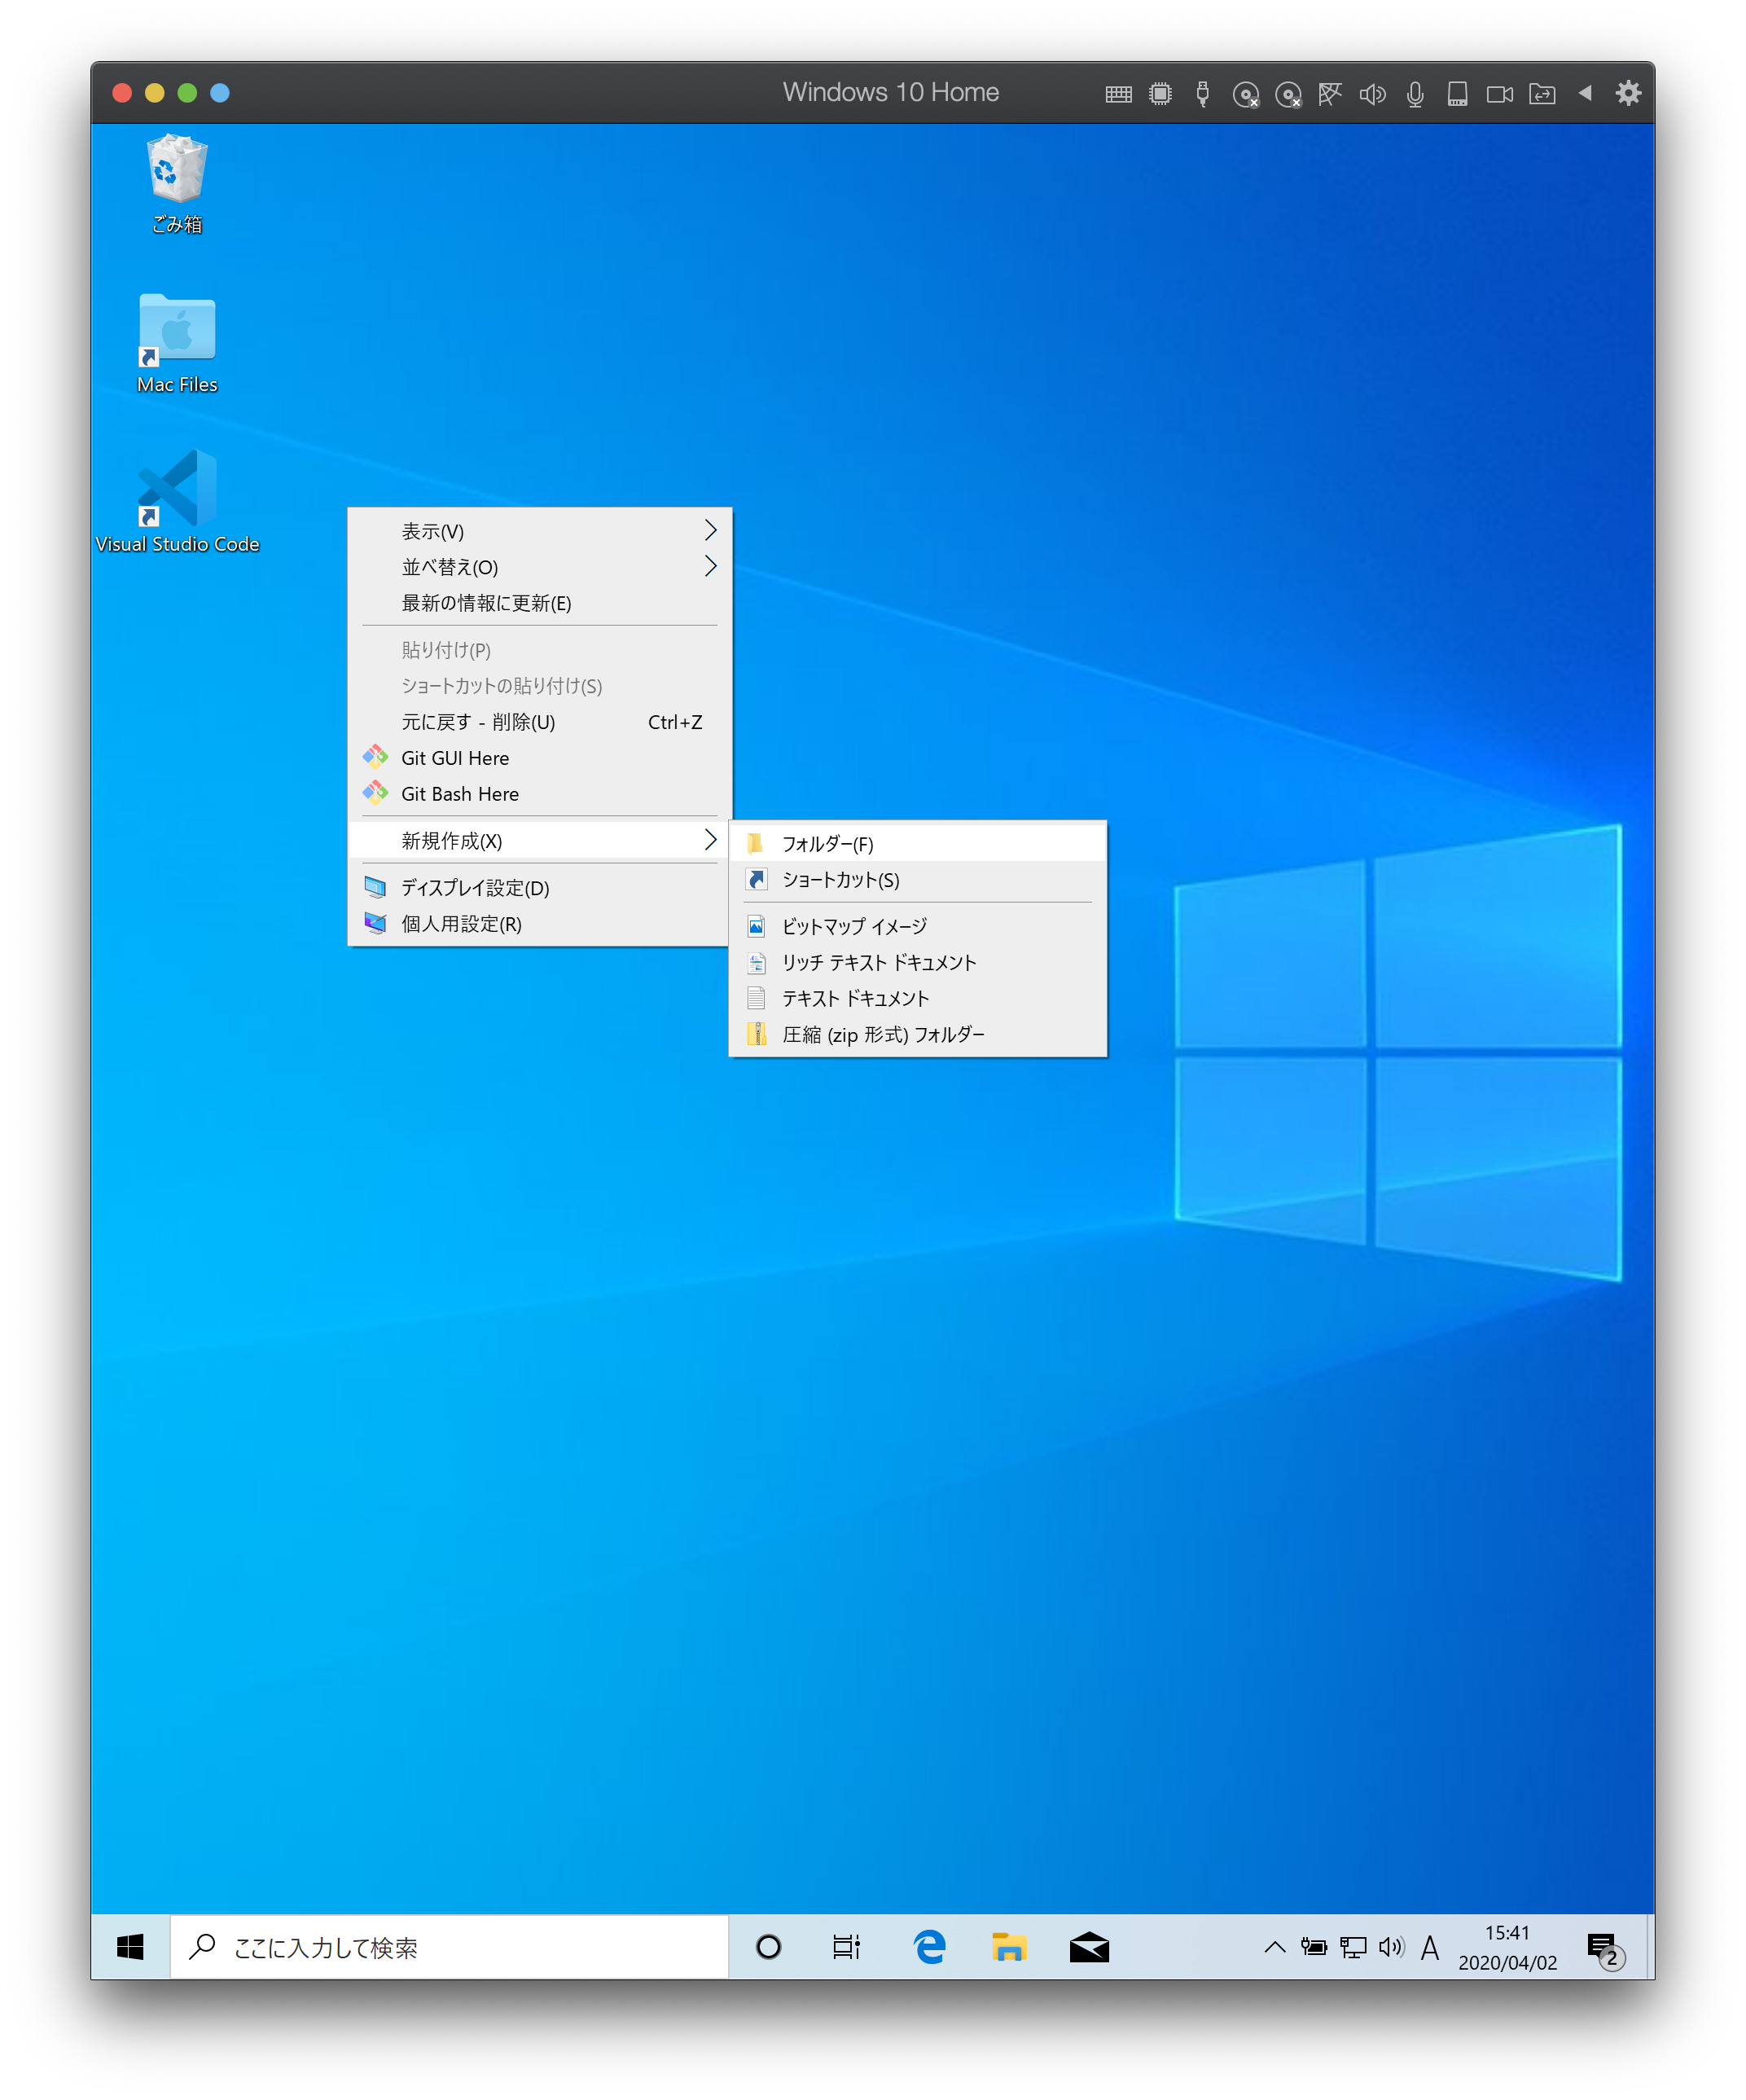 Windows 10 Home
ごみ箱
Mac Files
Visual Studio Code
表示(V)
並べ替え(O)
最新の情報に更新(E)
貼り付け(P)
ショートカットの貼り付け(S)
元に戻す - 削除(U) Ctrl+Z
Git GUI Here
Git Bash Here
新規作成(X)
ディスプレイ設定(D)
個人用設定(R)
フォルダー(F)
ショートカット(S)
ビットマップ イメージ
リッチ テキスト ドキュメント
テキスト ドキュメント
圧縮 (zip 形式) フォルダー
ここに入力して検索
A
15:41
2020/04/02
2